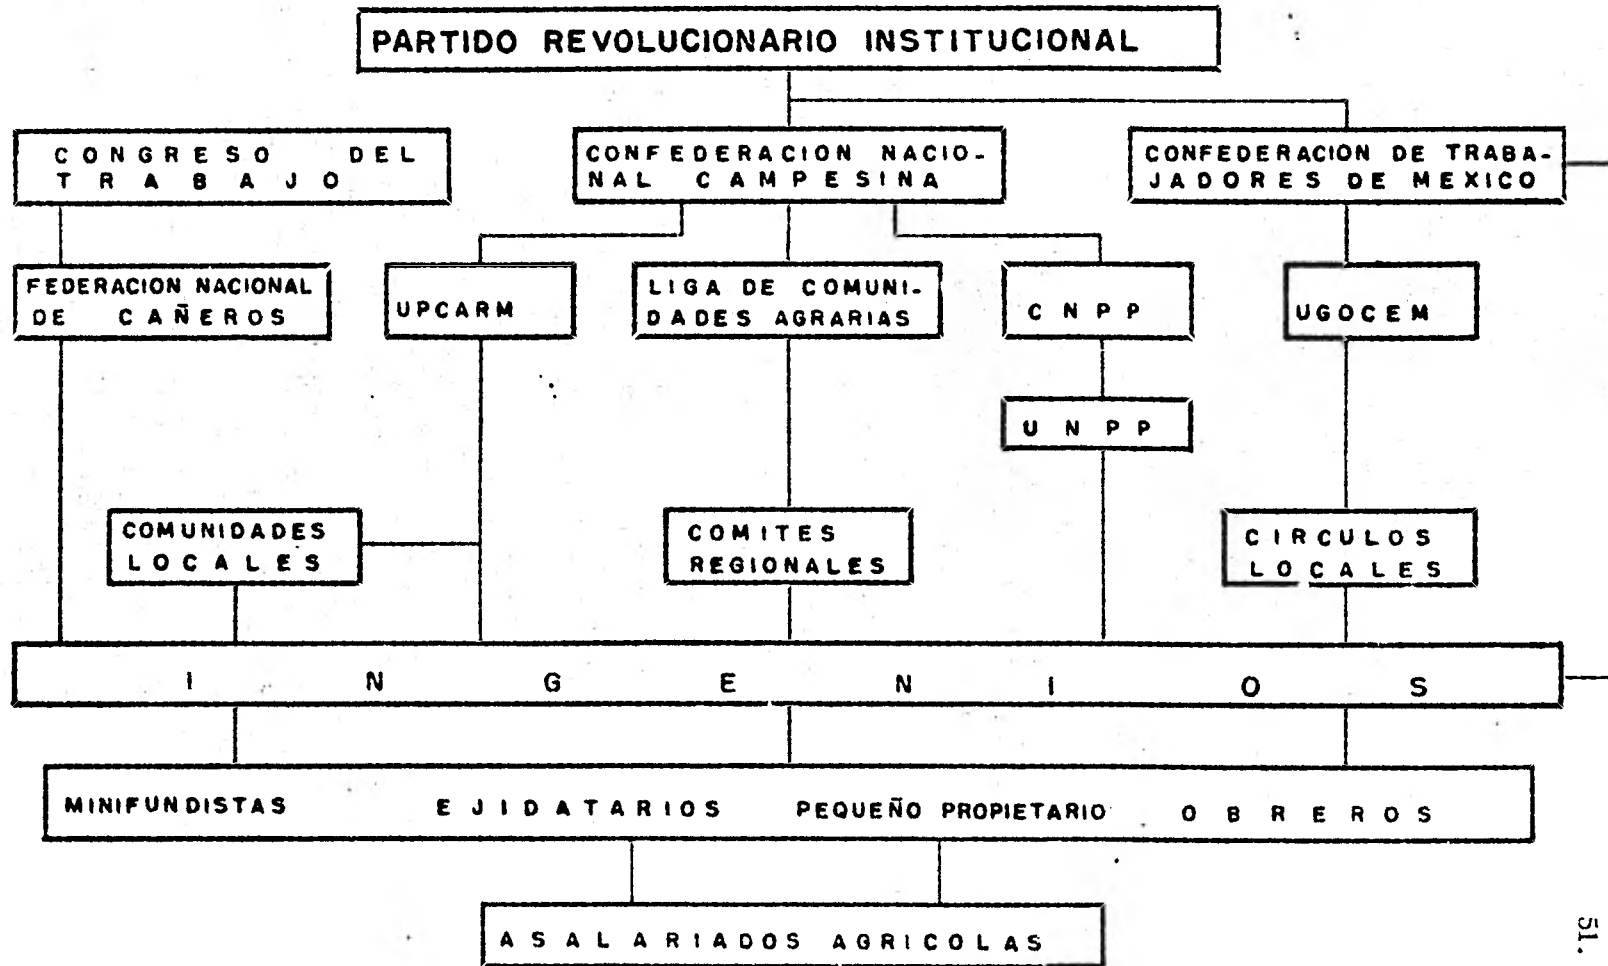 PARTIDO REVOLUCIONARIO INSTITUCIONAL
CONGRESO DEL
TRABAJO
CONFEDERACION NACIO-
NAL CAMPESINA
CONFEDERACION DE TRABA-
JADORES DE MEXICO
FEDERACION NACIONAL
DE CAÑEROS
UPCARM
LIGA DE COMUNI-
DADES AGRARIAS
CNPP
UGOCEM
UNPP
COMUNIDADES
LOCALES
COMITES
REGIONALES
CIRCULOS
LOCALES
INGENIOS
MINIFUNDISTAS EJIDATARIOS PEQUEÑO PROPIETARIO OBREROS
ASALARIADOS AGRICOLAS
51.